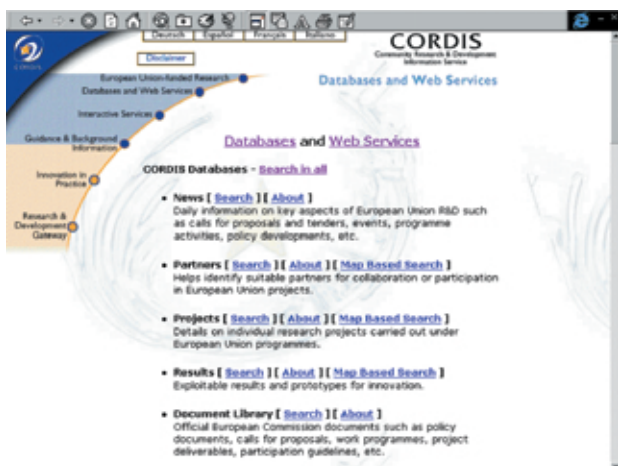 Deutsch Español Français Italiano
CORDIS
Community Research & Development
Information Service
Disclaimer
CORDIS
European Union-funded Research
Databases and Web Services
Databases and Web Services
Interactive Services
Guidance & Background
Information
Innovation in
Practice
Research &
Development
Gateway
Databases and Web Services
CORDIS Databases - Search in all
• News [ Search ][ About ]
Daily information on key aspects of European Union R&D such
as calls for proposals and tenders, events, programme
activities, policy developments, etc.
• Partners [ Search ][ About ][ Map Based Search ]
Helps identify suitable partners for collaboration or participation
in European Union projects.
• Projects [ Search ][ About ][ Map Based Search ]
Details on individual research projects carried out under
European Union programmes.
• Results [ Search ][ About ][ Map Based Search ]
Exploitable results and prototypes for innovation.
• Document Library [ Search ][ About ]
Official European Commission documents such as policy
documents, calls for proposals, work programmes, project
deliverables, participation guidelines, etc.